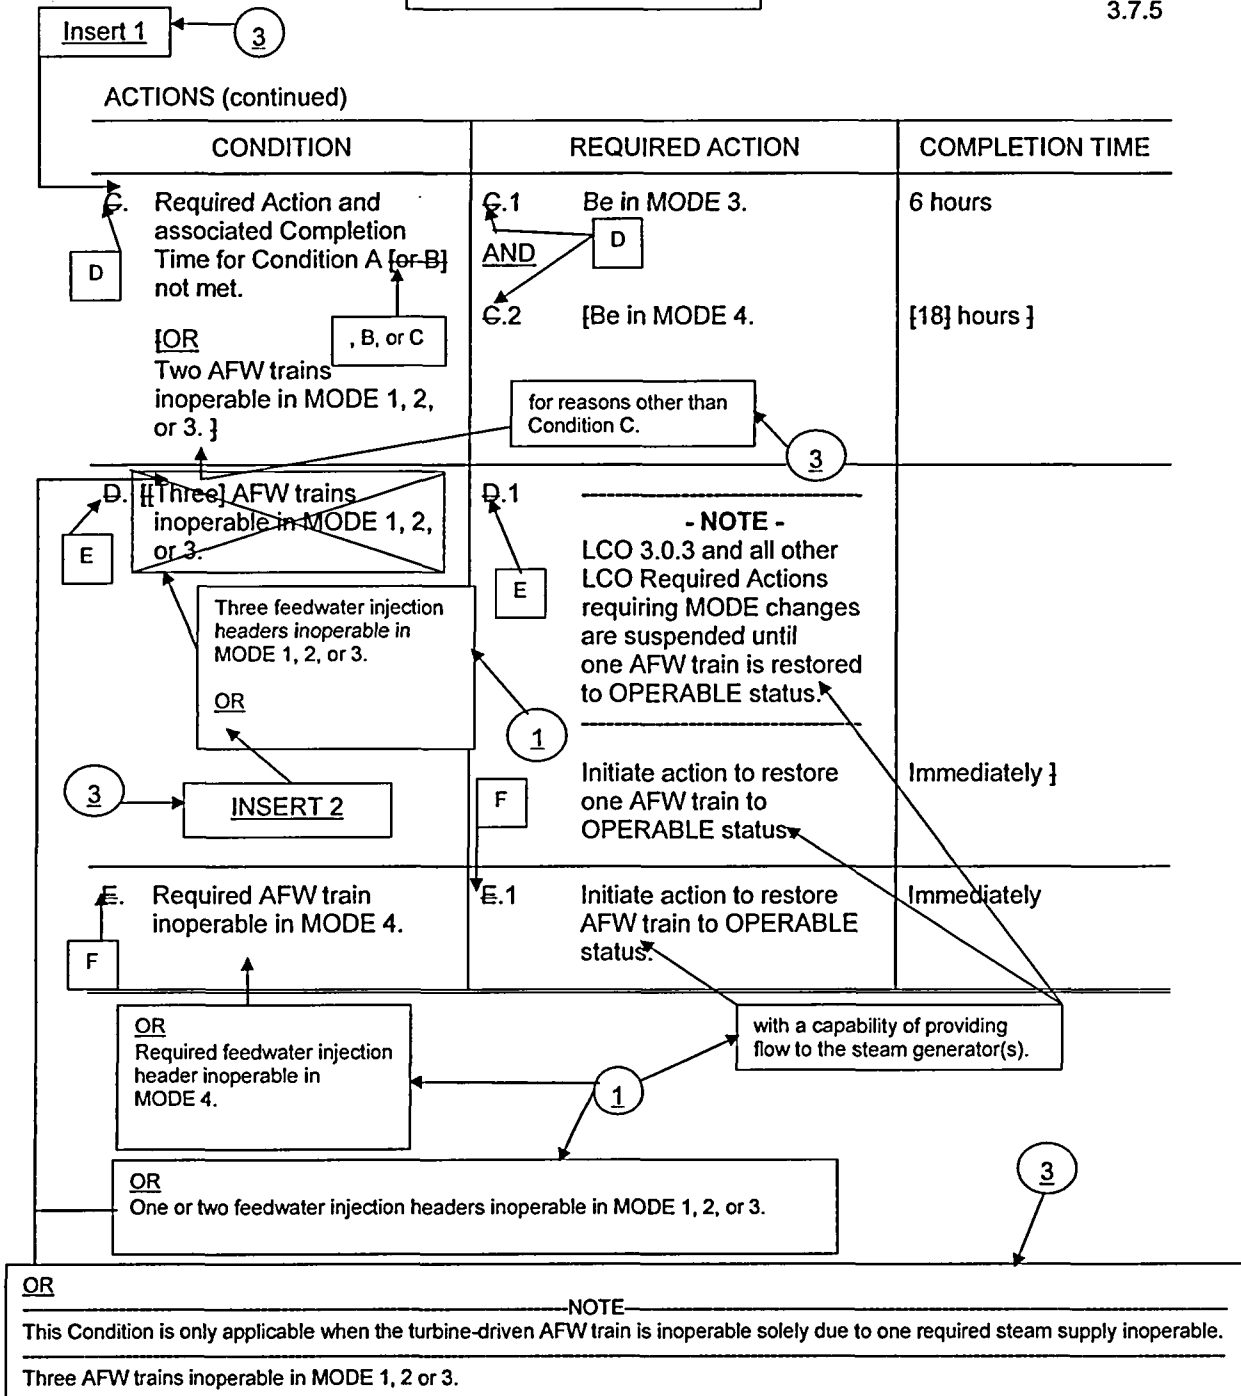 3.7.5
Insert 1
3
ACTIONS (continued)
CONDITION REQUIRED ACTION COMPLETION TIME
C. Required Action and
associated Completion
Time for Condition A [or B]
not met.
D
, B, or C
[OR
Two AFW trains
inoperable in MODE 1, 2,
or 3. ]
C.1 Be in MODE 3. 6 hours
D
AND
C.2 [Be in MODE 4. [18] hours ]
for reasons other than
Condition C.
3
D. [[Three] AFW trains
inoperable in MODE 1, 2,
or 3.
E
Three feedwater injection
headers inoperable in
MODE 1, 2, or 3.
OR
1
3
INSERT 2
D.1
E
- NOTE -
LCO 3.0.3 and all other
LCO Required Actions
requiring MODE changes
are suspended until
one AFW train is restored
to OPERABLE status.
Initiate action to restore
one AFW train to
OPERABLE status.
Immediately ]
F
E. Required AFW train
inoperable in MODE 4.
F
E.1 Initiate action to restore
AFW train to OPERABLE
status.
Immediately
OR
Required feedwater injection
header inoperable in
MODE 4.
with a capability of providing
flow to the steam generator(s).
1
OR
One or two feedwater injection headers inoperable in MODE 1, 2, or 3.
3
OR
NOTE
This Condition is only applicable when the turbine-driven AFW train is inoperable solely due to one required steam supply inoperable.
Three AFW trains inoperable in MODE 1, 2 or 3.